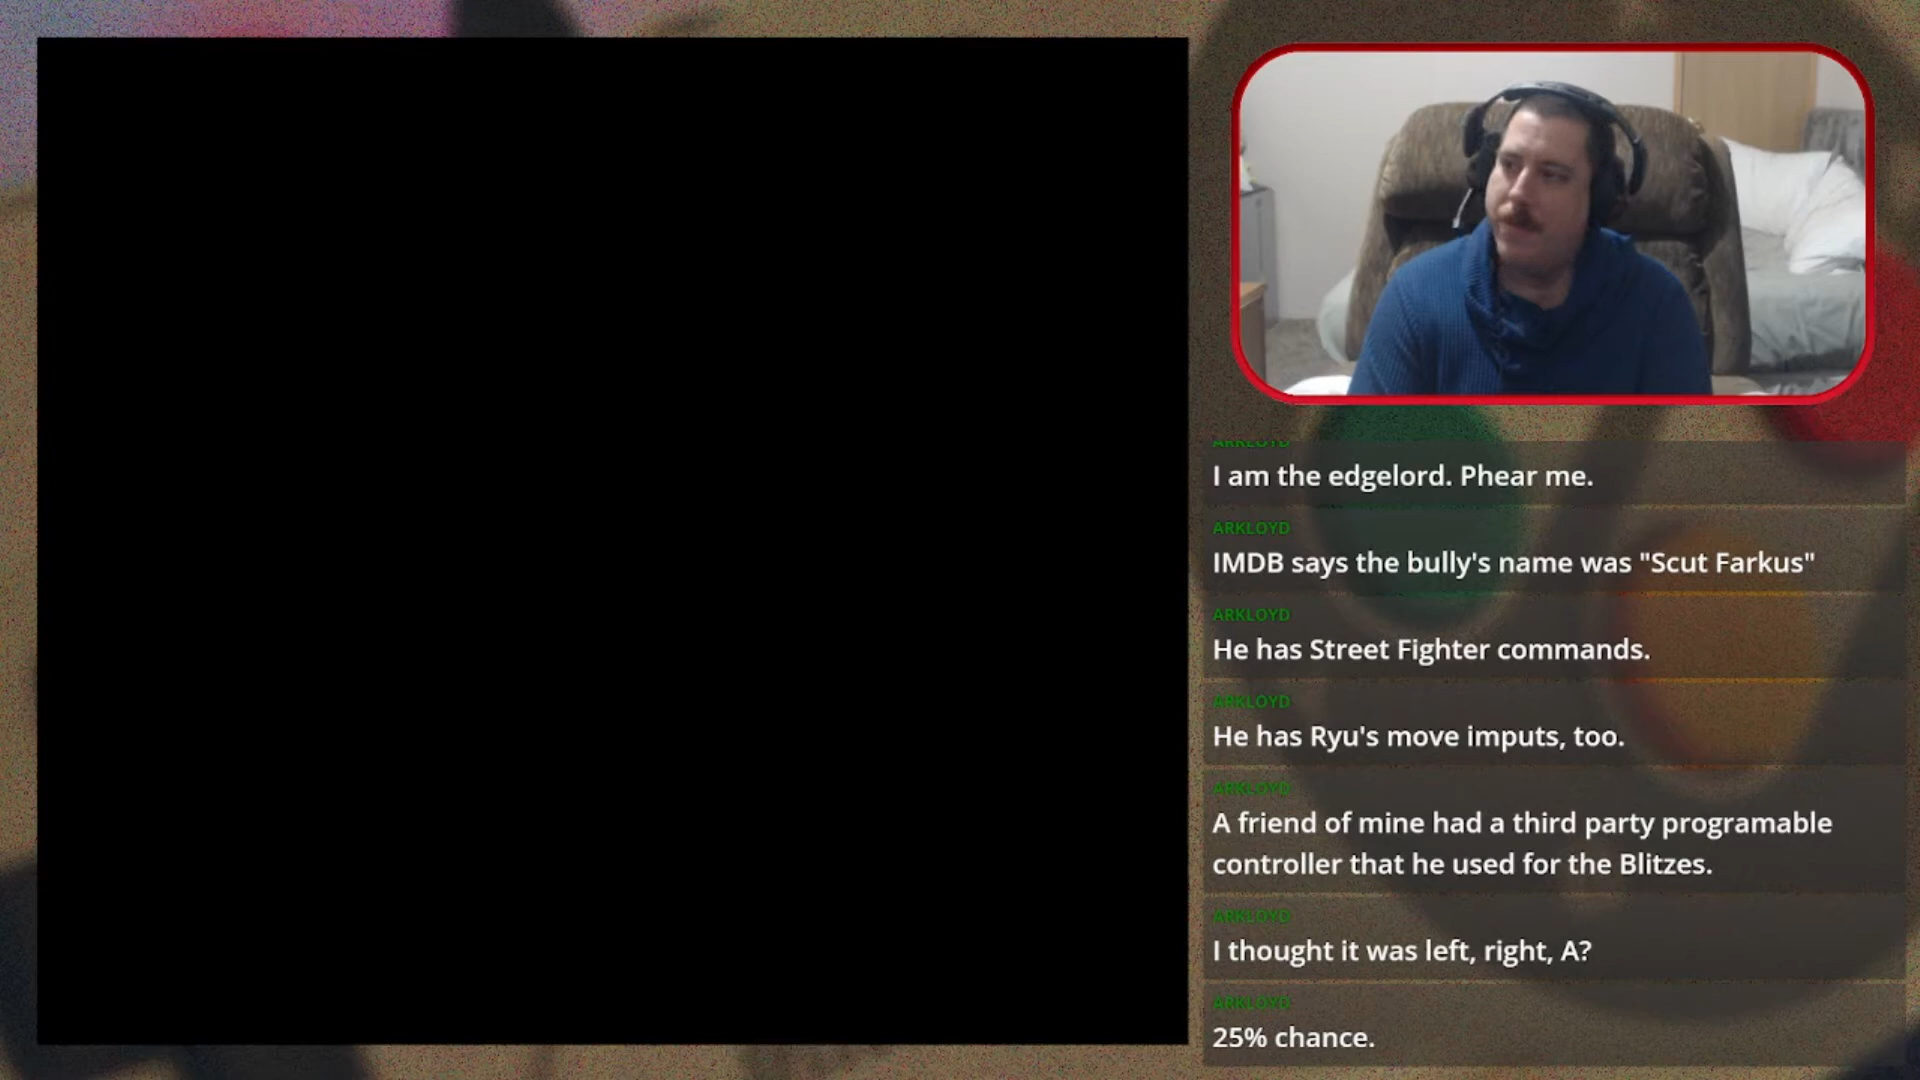 ARKLOYD
I am the edgelord. Phear me.
ARKLOYD
IMDB says the bully's name was "Scut Farkus"
ARKLOYD
He has Street Fighter commands.
ARKLOYD
He has Ryu's move imputs, too.
ARKLOYD
A friend of mine had a third party programable
controller that he used for the Blitzes.
ARKLOYD
I thought it was left, right, A?
ARKLOYD
25% chance.